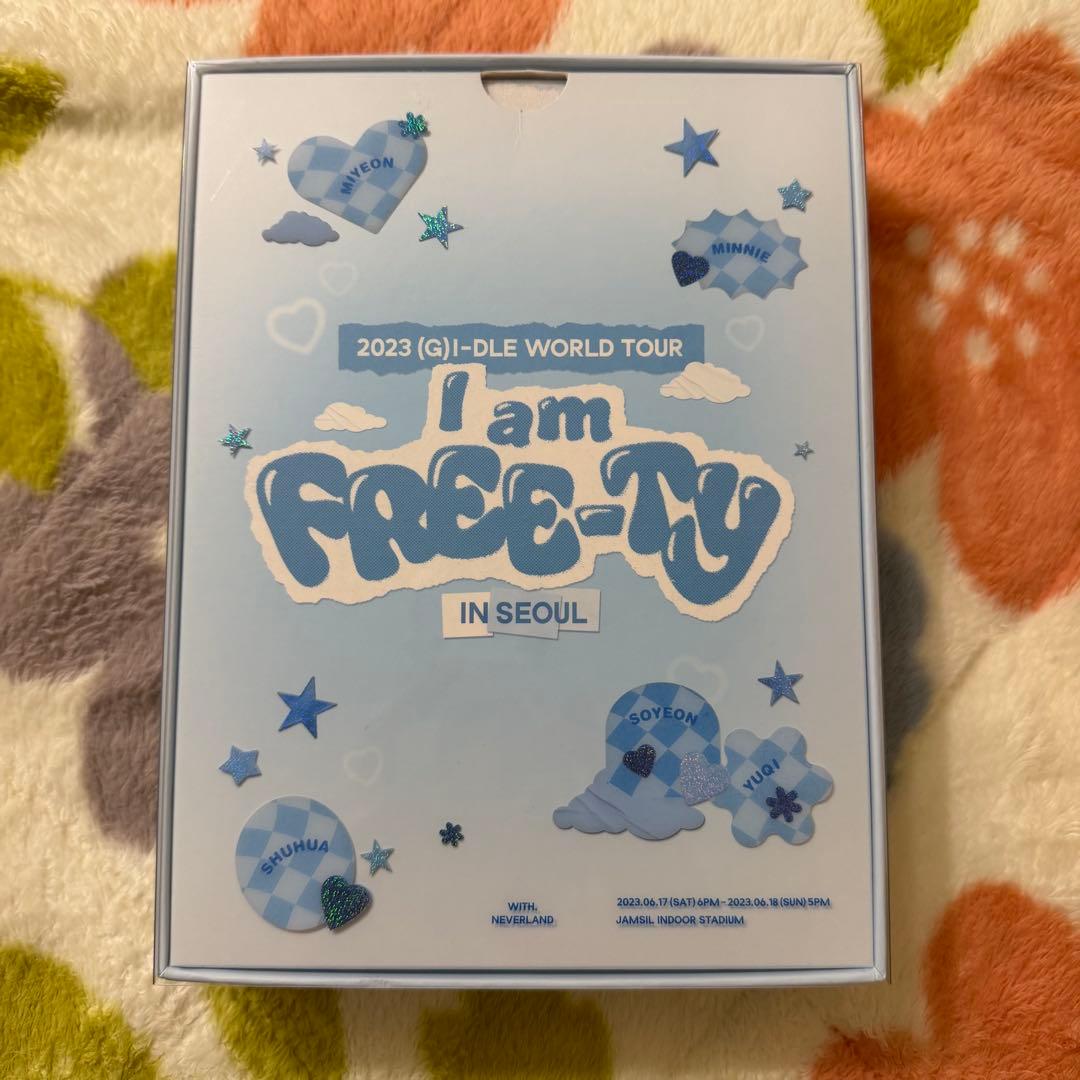 MIYEON
MINNIE
2023 (G)I-DLE WORLD TOUR
I am
FREE-TY
IN SEOUL
SOYEON
YUQI
SHUHUA
WITH.
NEVERLAND
2023.06.17 (SAT) 6PM - 2023.06.18 (SUN) 5PM
JAMSIL INDOOR STADIUM